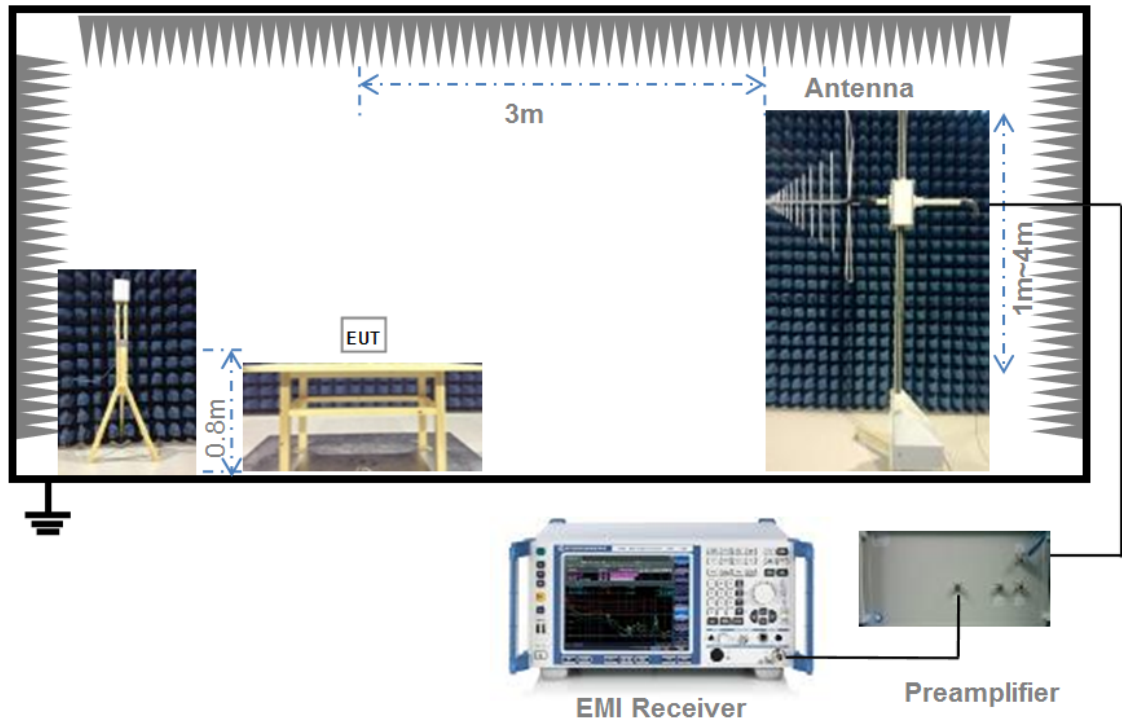 Antenna
3m
1m~4m
EUT
0.8m
EMI Receiver
Preamplifier